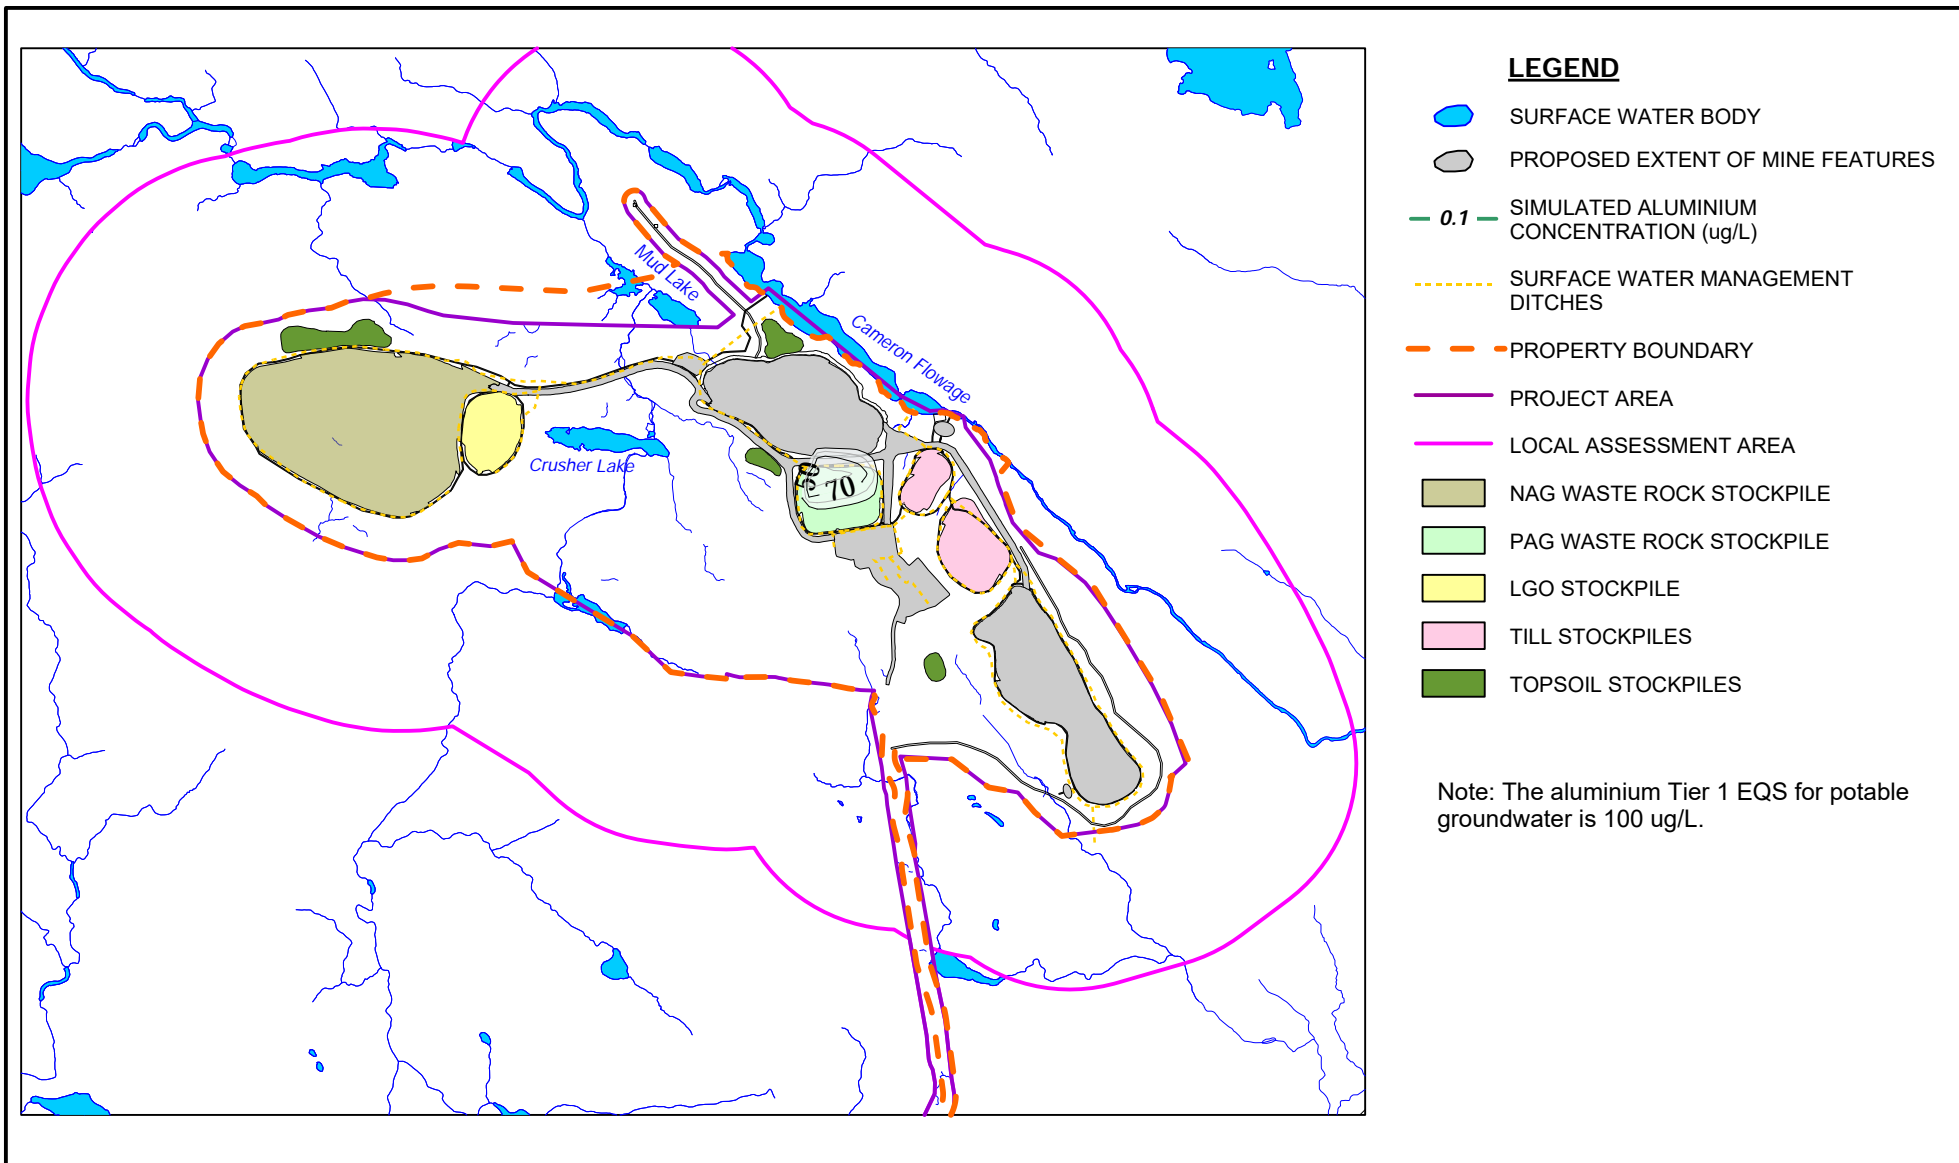 LEGEND
SURFACE WATER BODY
PROPOSED EXTENT OF MINE FEATURES
0.1
SIMULATED ALUMINIUM
CONCENTRATION (ug/L)
SURFACE WATER MANAGEMENT
DITCHES
PROPERTY BOUNDARY
PROJECT AREA
LOCAL ASSESSMENT AREA
NAG WASTE ROCK STOCKPILE
PAG WASTE ROCK STOCKPILE
LGO STOCKPILE
TILL STOCKPILES
TOPSOIL STOCKPILES
Note: The aluminium Tier 1 EQS for potable
groundwater is 100 ug/L.
Mud Lake
Cameron Flowage
Crusher Lake
50
70